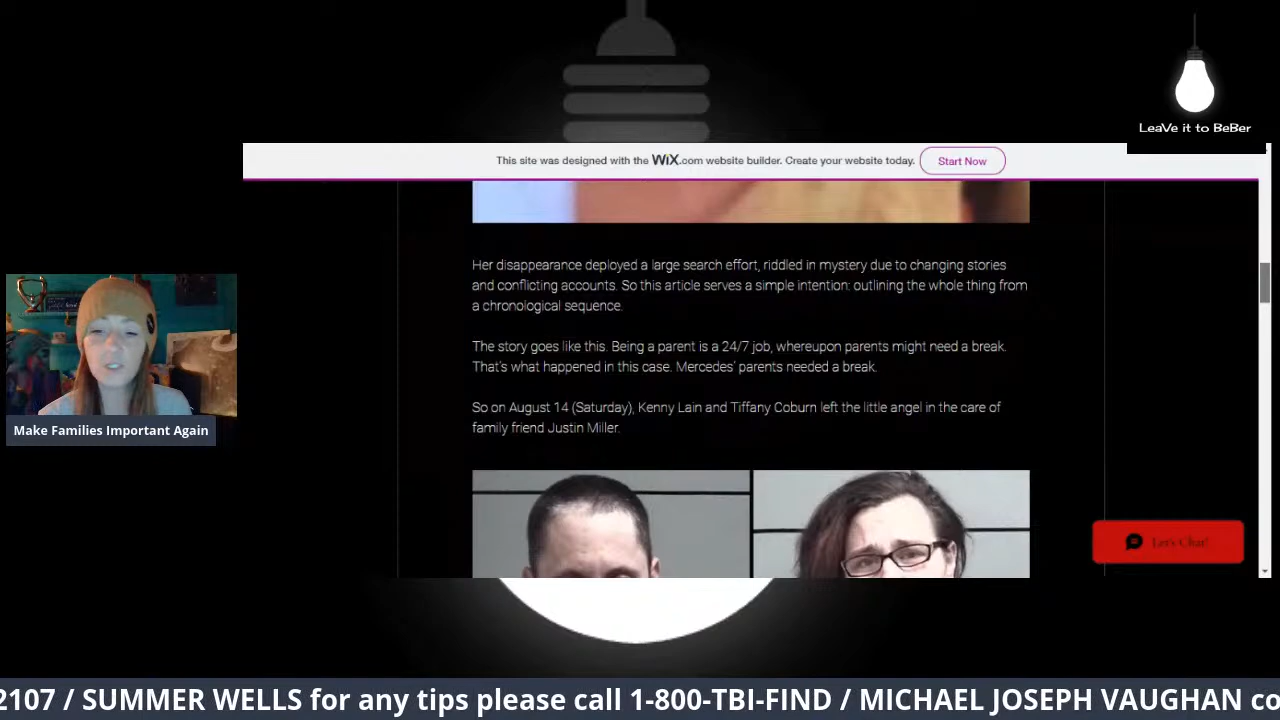 LeaVe it to BeBer
This site was designed with the WiX.com website builder. Create your website today. Start Now
Her disappearance deployed a large search effort, riddled in mystery due to changing stories
and conflicting accounts. So this article serves a simple intention: outlining the whole thing from
a chronological sequence.
The story goes like this. Being a parent is a 24/7 job, whereupon parents might need a break.
That's what happened in this case. Mercedes' parents needed a break.
So on August 14 (Saturday), Kenny Lain and Tiffany Coburn left the little angel in the care of
family friend Justin Miller.
Make Families Important Again
Let's Chat!
2107 / SUMMER WELLS for any tips please call 1-800-TBI-FIND / MICHAEL JOSEPH VAUGHAN co